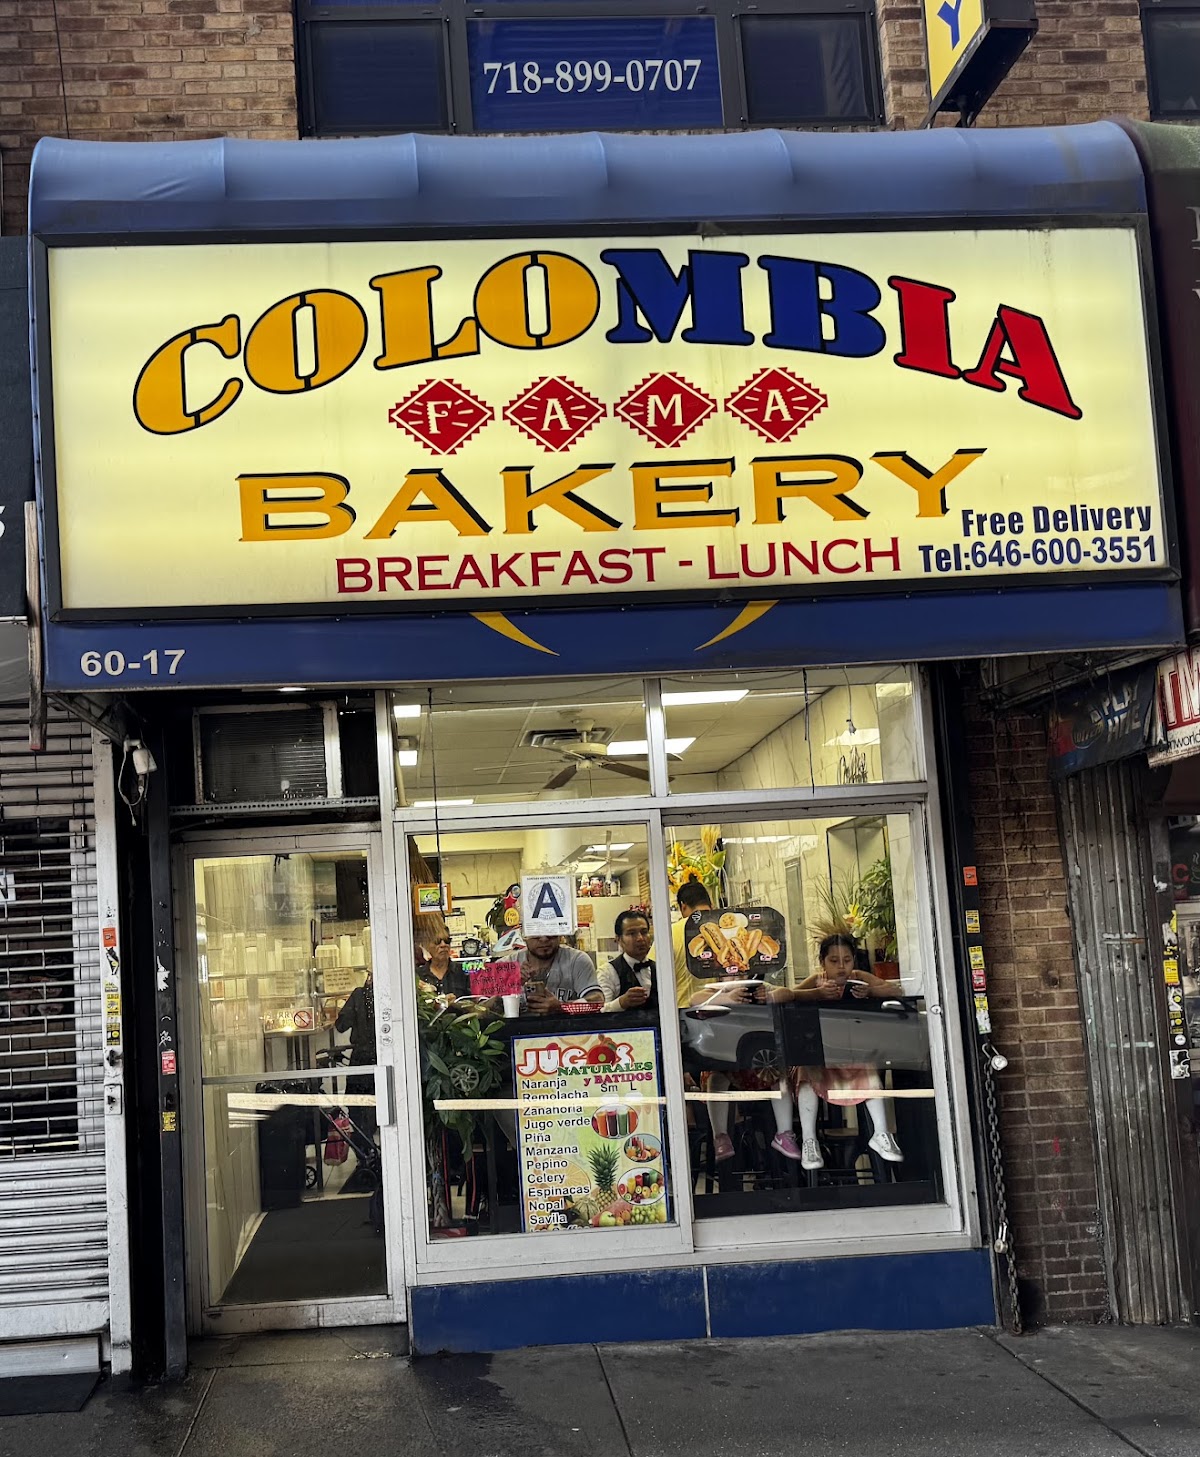 718-899-0707
COLOMBIA
FAMA
BAKERY
BREAKFAST - LUNCH
Free Delivery
Tel:646-600-3551
60-17
A
MTA
JUGOS
NATURALES
Y BATIDOS
Sm L
Naranja
Remolacha
Zanahoria
Jugo verde
Piña
Manzana
Pepino
Celery
Espinacas
Nopal
Savila